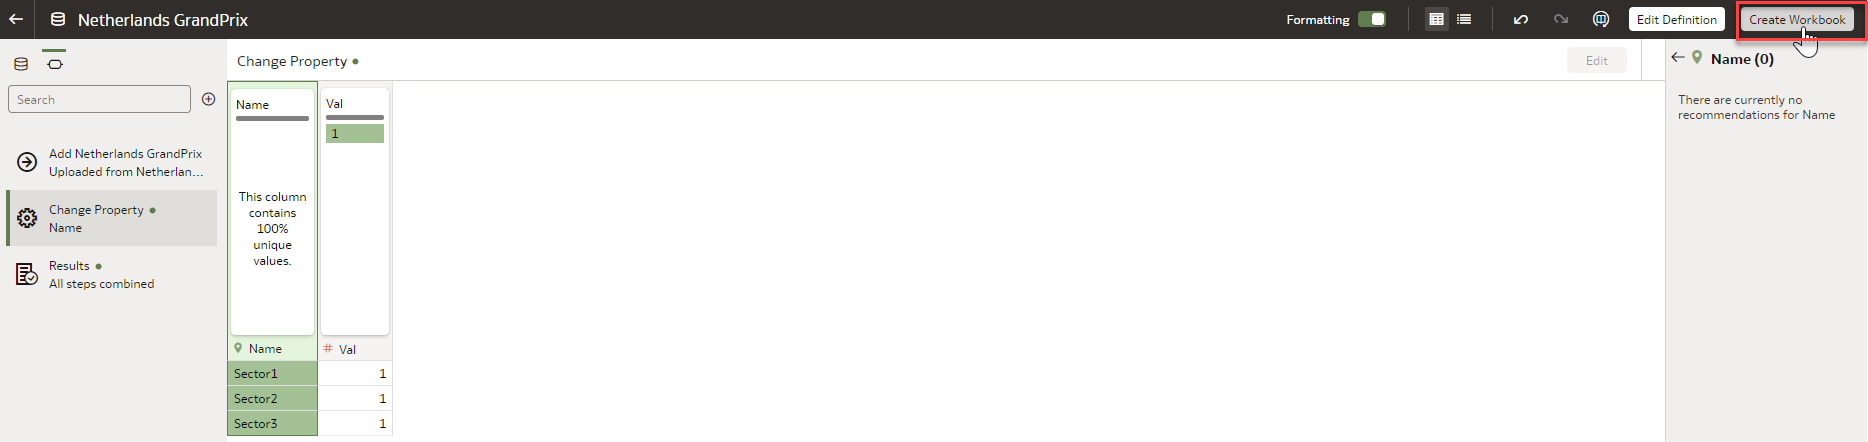 Netherlands GrandPrix
Formatting
Edit Definition
Create Workbook
Search
Add Netherlands GrandPrix
Uploaded from Netherlan...
Change Property
Name
Results
All steps combined
Change Property
Edit
Name
This column
contains
100%
unique
values.
Val
1
Name
Val
Sector1
1
Sector2
1
Sector3
1
Name (0)
There are currently no
recommendations for Name